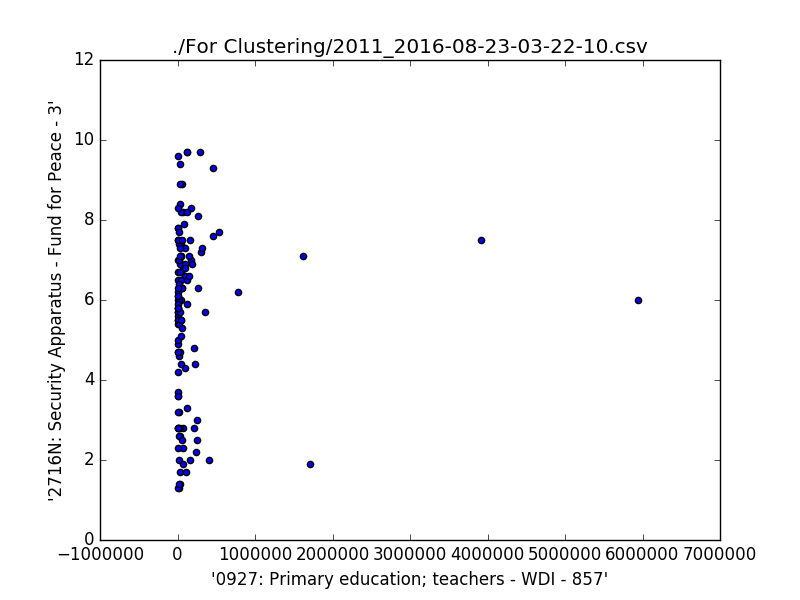 ./For Clustering/2011_2016-08-23-03-22-10.csv
12
10
8
6
4
2
0
'2716N: Security Apparatus - Fund for Peace - 3'
−1000000 0 1000000 2000000 3000000 4000000 5000000 6000000 7000000
'0927: Primary education; teachers - WDI - 857'